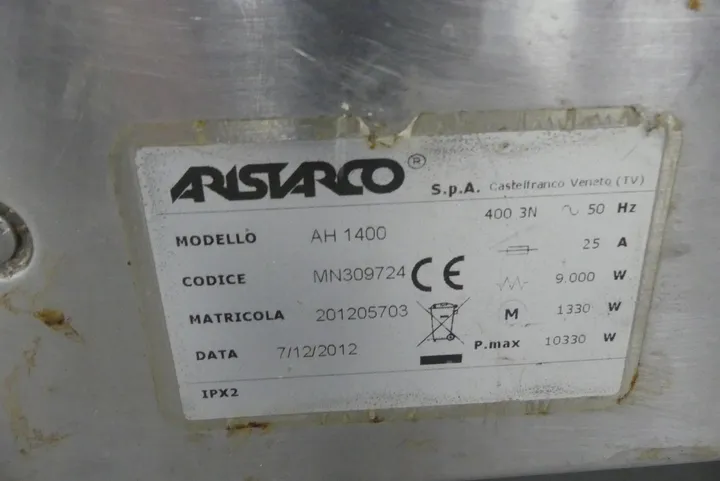 ARISTARCO® S.p.A. Castelfranco Veneto (TV)
400 3N ~ 50 Hz
MODELLO AH 1400
25 A
CODICE MN309724 CE
9.000 W
MATRICOLA 201205703
M 1330 W
DATA 7/12/2012
P.max 10330 W
IPX2